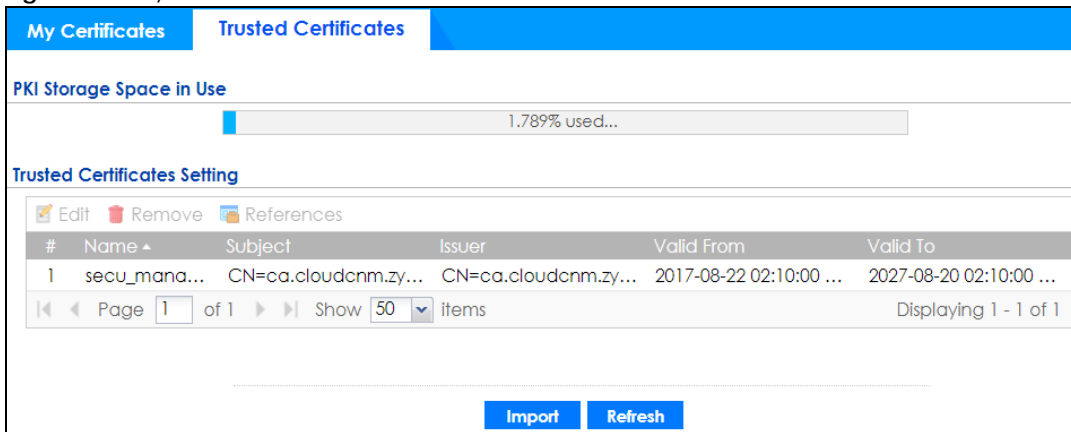 My Certificates Trusted Certificates
PKI Storage Space in Use
1.789% used...
Trusted Certificates Setting
Edit Remove References
# Name Subject Issuer Valid From Valid To
1 secu_mana... CN=ca.cloudcnm.zy... CN=ca.cloudcnm.zy... 2017-08-22 02:10:00 ... 2027-08-20 02:10:00 ...
Page 1 of 1 Show 50 items Displaying 1 - 1 of 1
Import Refresh